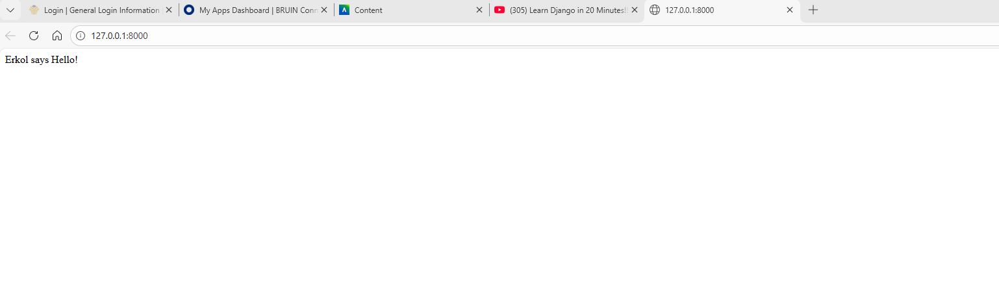 Login | General Login Information
My Apps Dashboard | BRUIN Conn
Content
(305) Learn Django in 20 Minutes!!
127.0.0.1:8000
127.0.0.1:8000
Erkol says Hello!